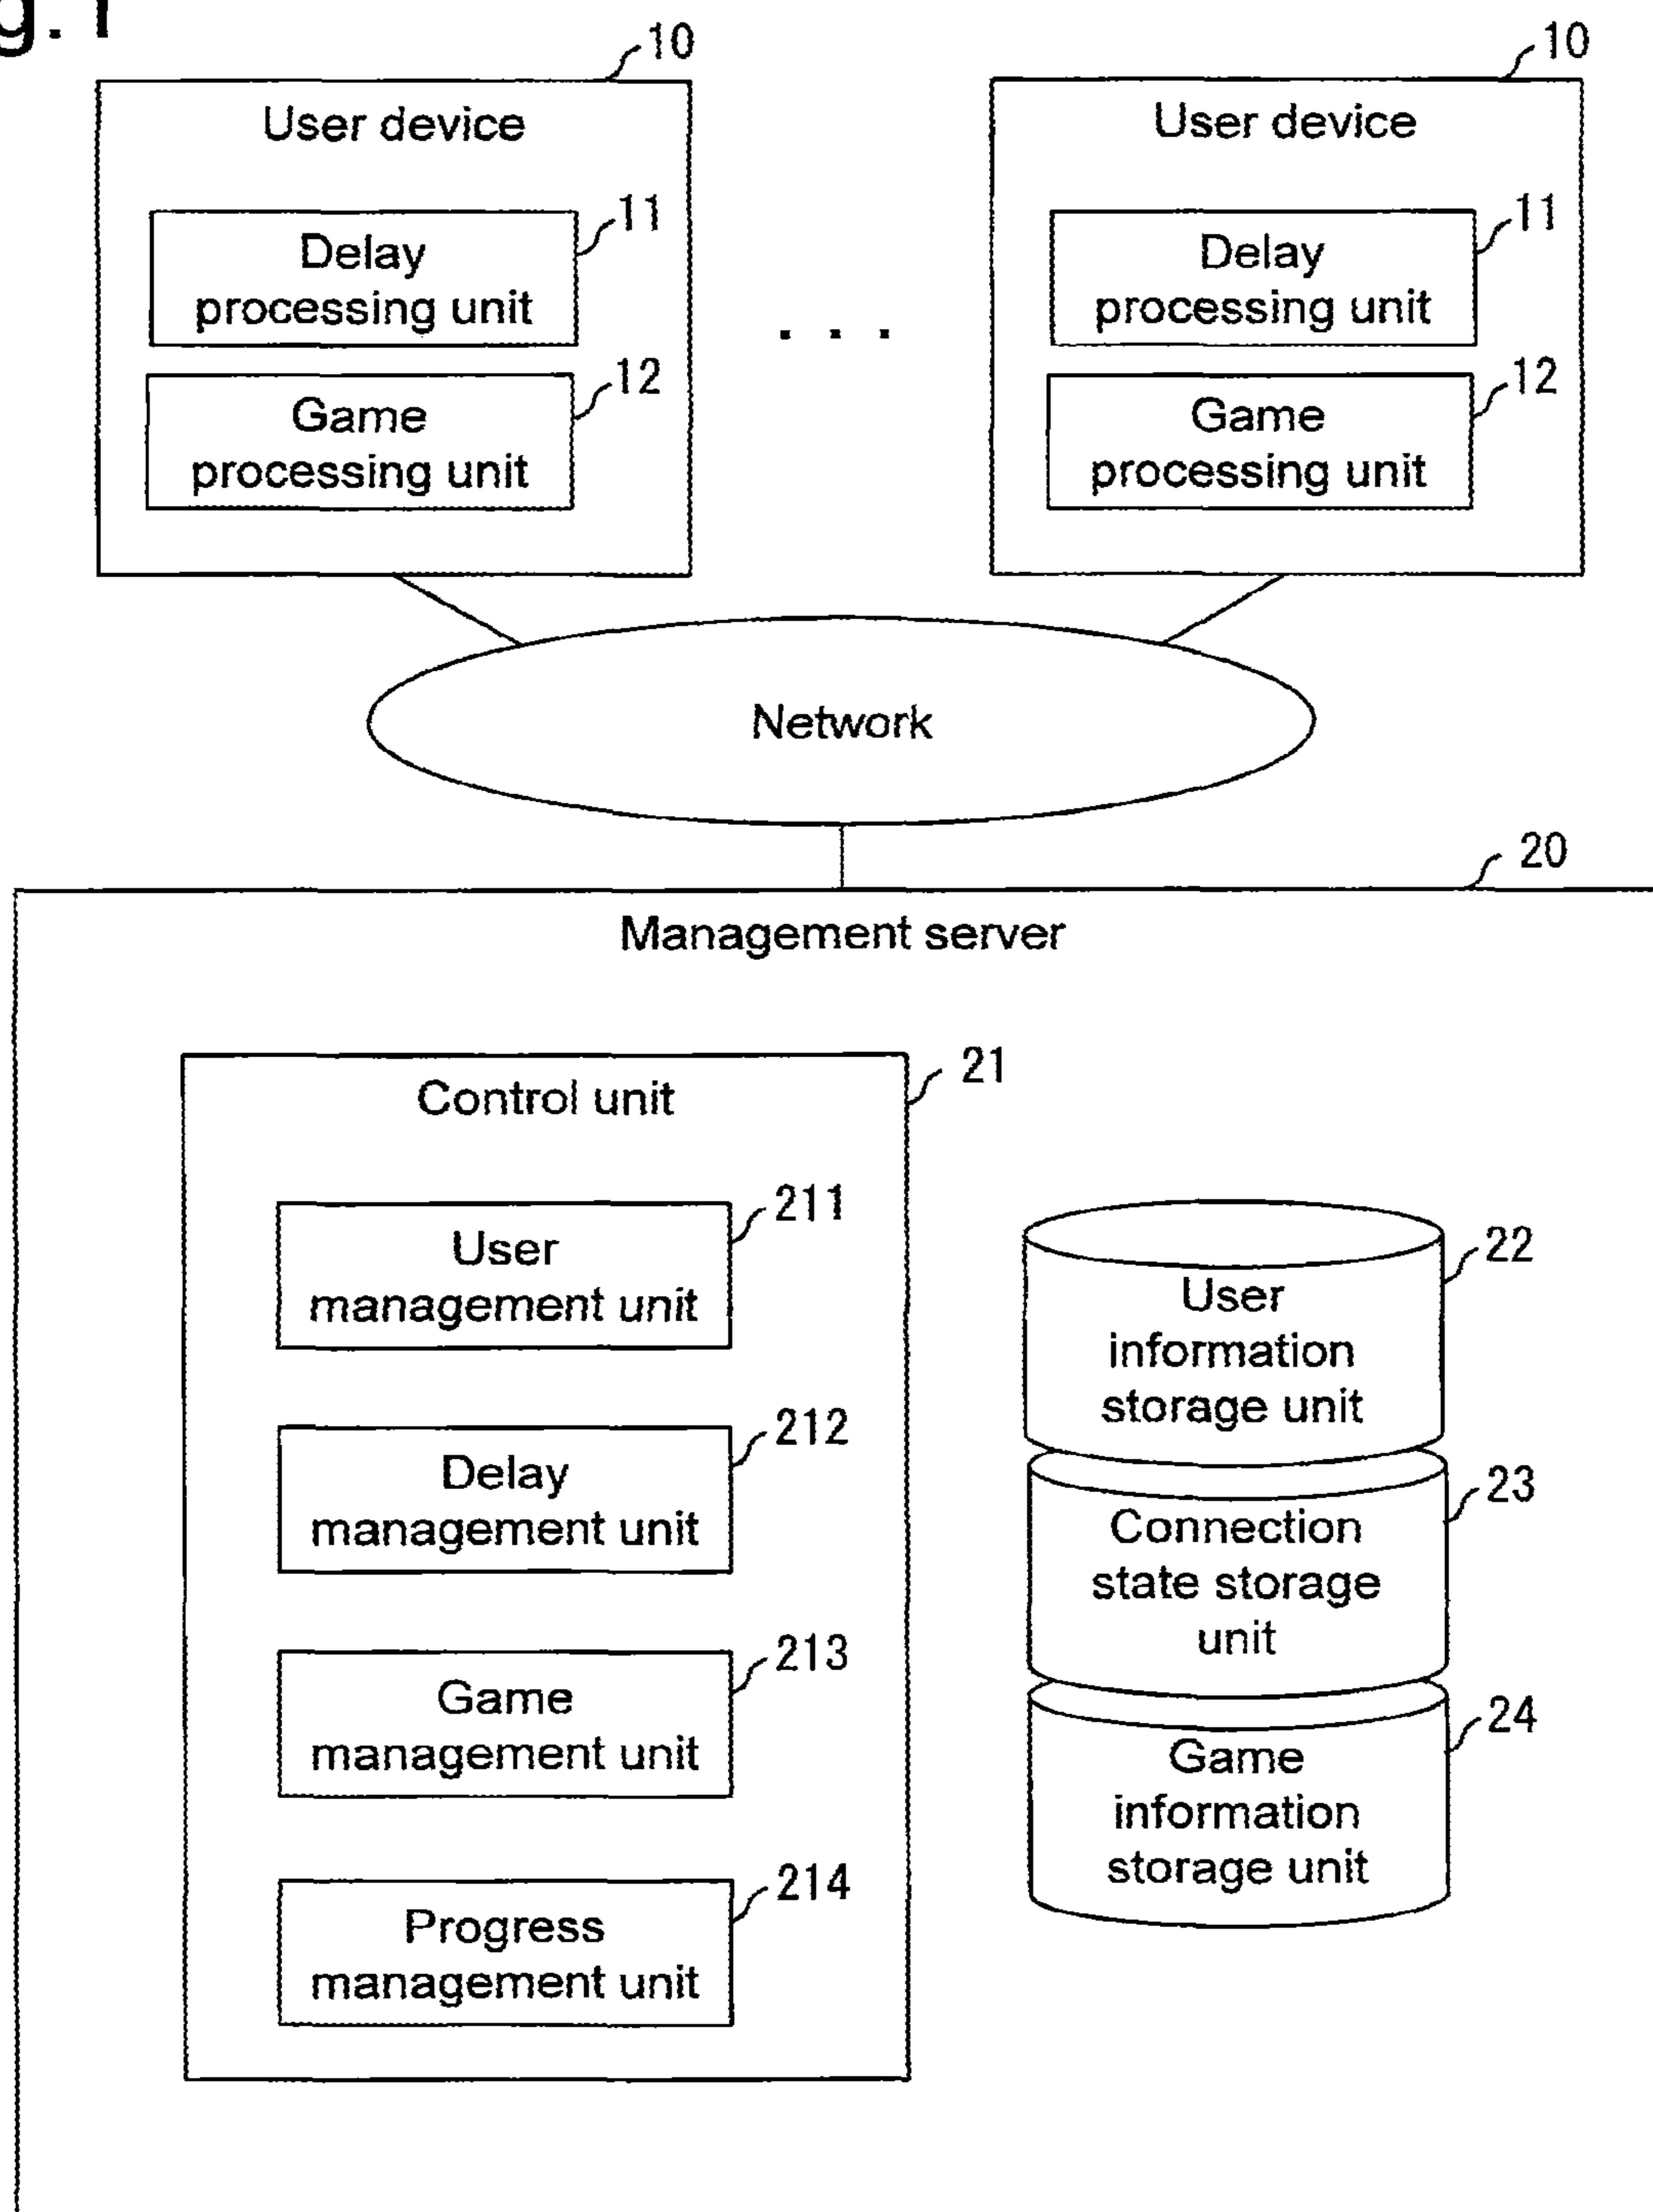 g. 1
10
10
User device
User device
11
11
Delay
processing unit
Delay
processing unit
. . .
12
12
Game
processing unit
Game
processing unit
Network
20
Management server
21
Control unit
211
User
management unit
22
User
information
storage unit
212
Delay
management unit
23
Connection
state storage
unit
213
Game
management unit
24
Game
information
storage unit
214
Progress
management unit